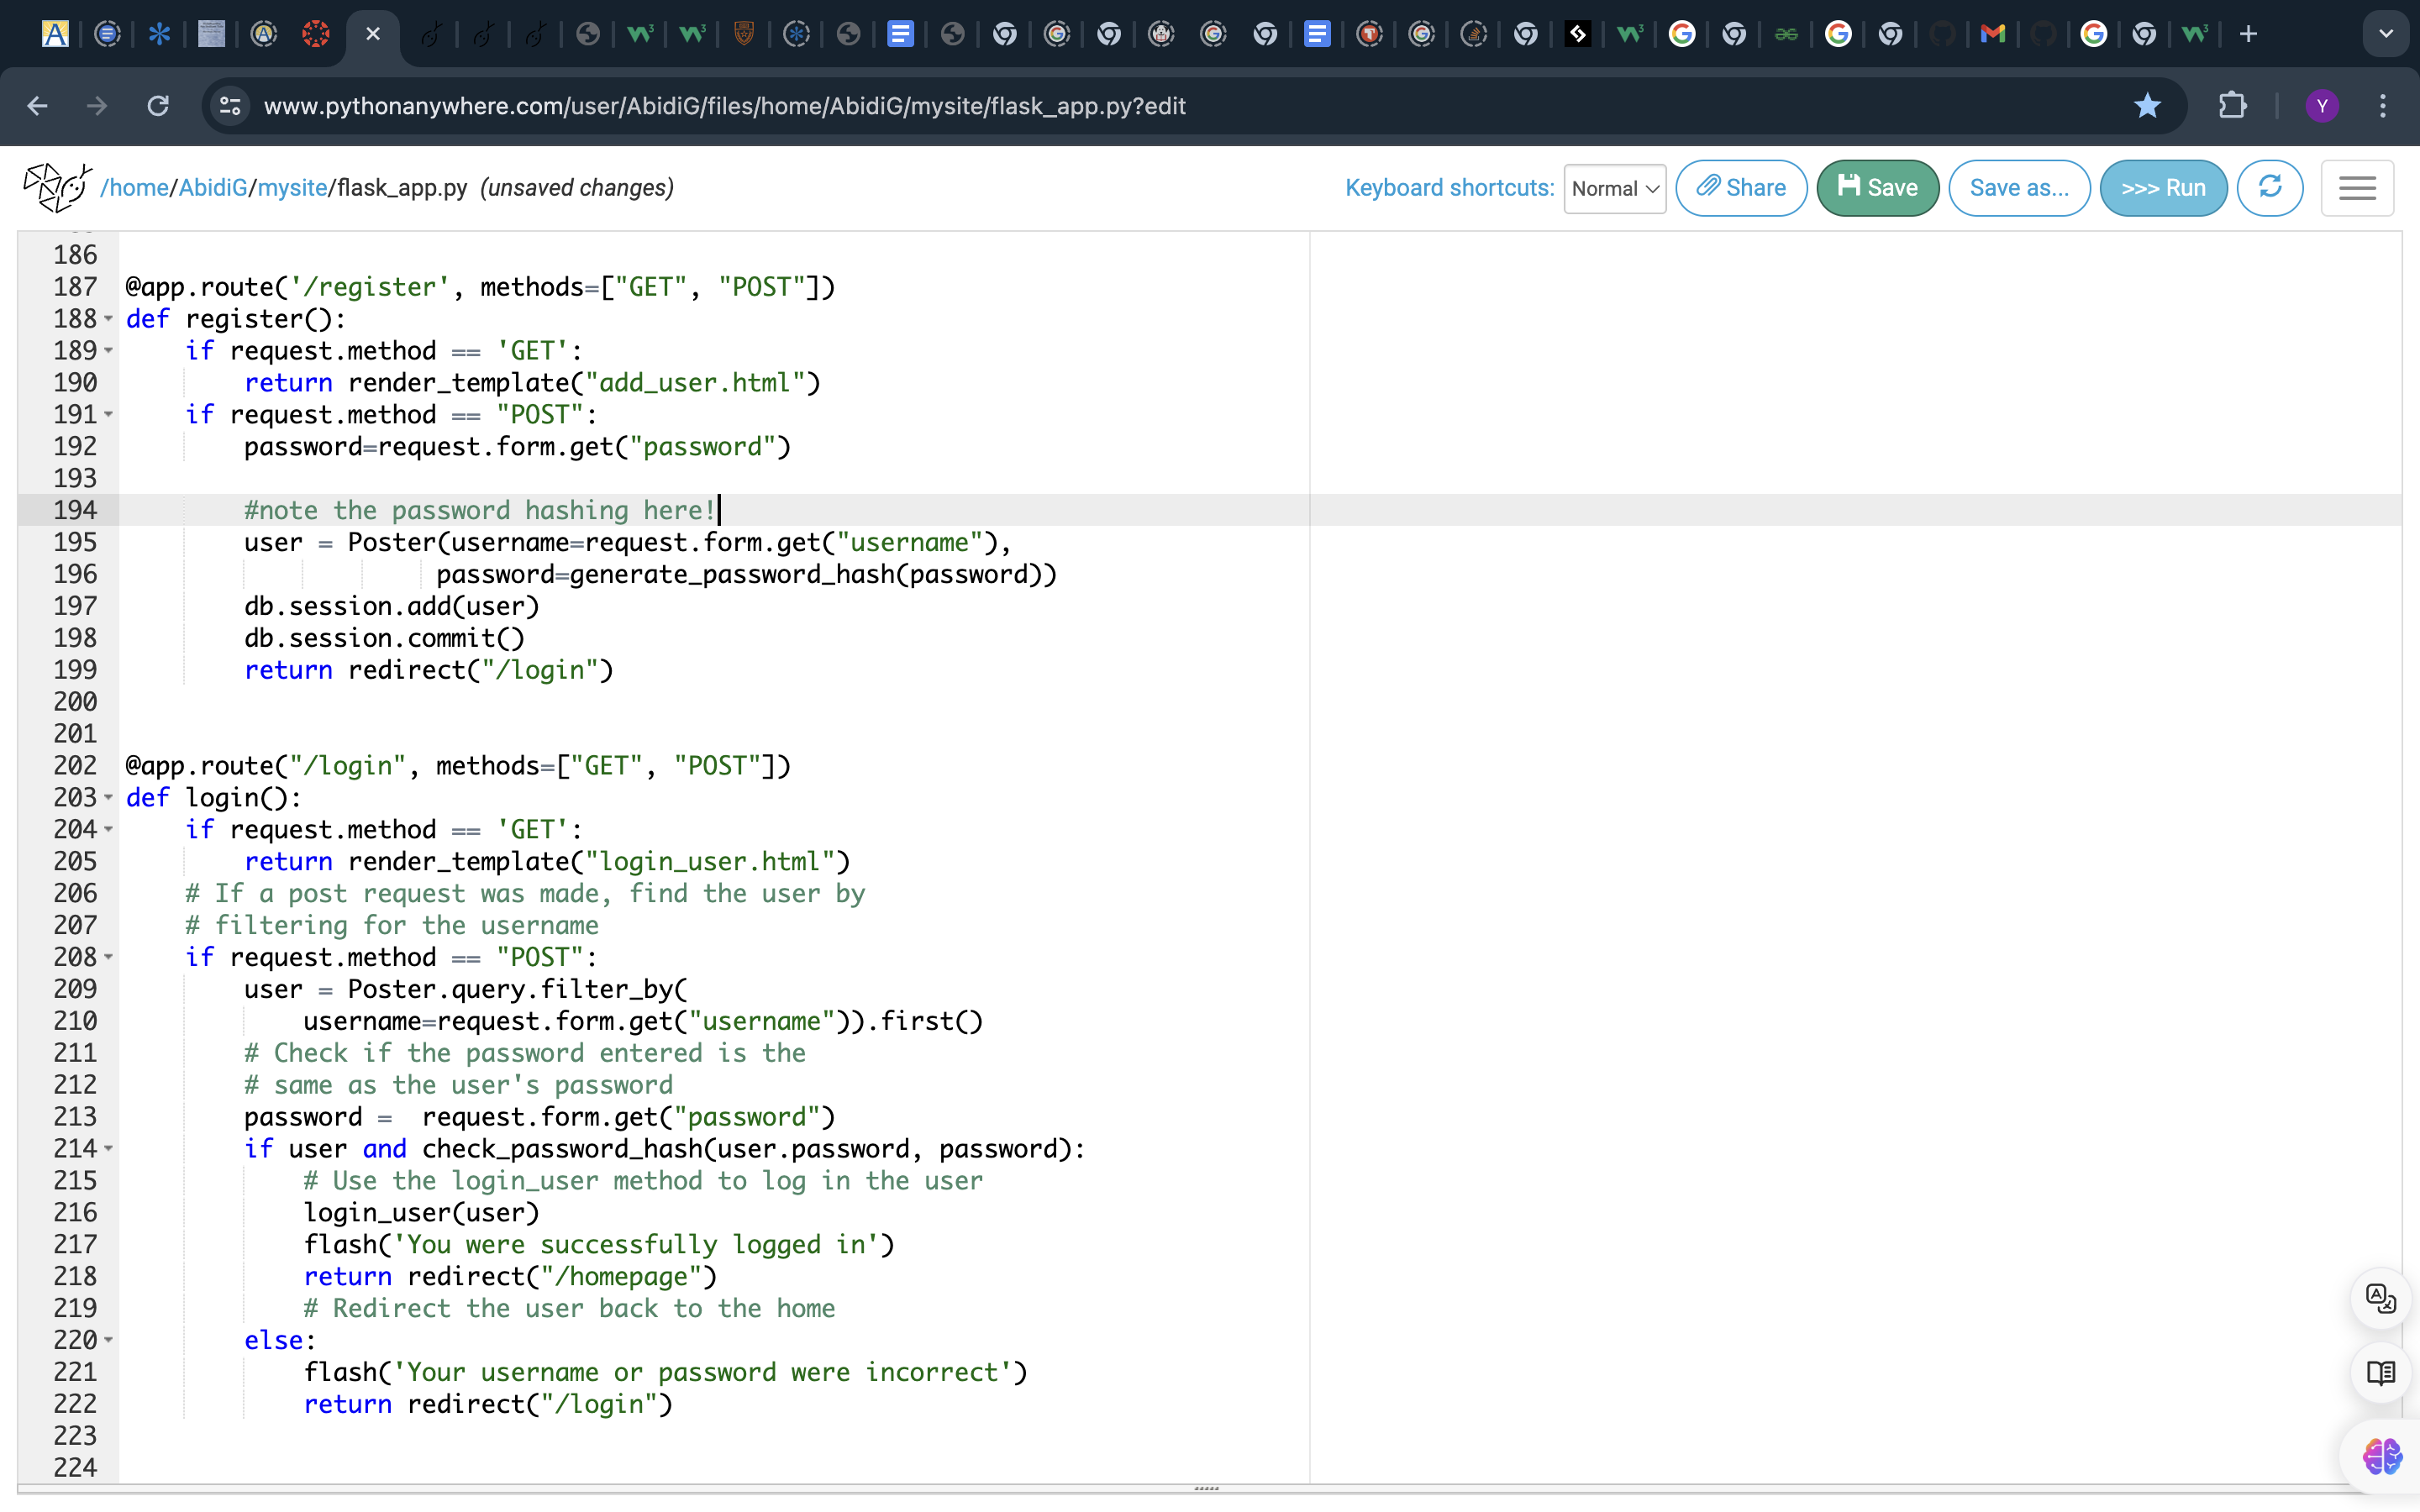 www.pythonanywhere.com/user/AbidiG/files/home/AbidiG/mysite/flask_app.py?edit
Y
/home/AbidiG/mysite/flask_app.py (unsaved changes)
Keyboard shortcuts: Normal Share Save Save as... >>> Run
186
187 @app.route('/register', methods=["GET", "POST"])
188 def register():
189     if request.method == 'GET':
190         return render_template("add_user.html")
191     if request.method == "POST":
192         password=request.form.get("password")
193
194         #note the password hashing here!
195         user = Poster(username=request.form.get("username"),
196                      password=generate_password_hash(password))
197         db.session.add(user)
198         db.session.commit()
199         return redirect("/login")
200
201
202 @app.route("/login", methods=["GET", "POST"])
203 def login():
204     if request.method == 'GET':
205         return render_template("login_user.html")
206     # If a post request was made, find the user by
207     # filtering for the username
208     if request.method == "POST":
209         user = Poster.query.filter_by(
210             username=request.form.get("username")).first()
211         # Check if the password entered is the
212         # same as the user's password
213         password =  request.form.get("password")
214         if user and check_password_hash(user.password, password):
215             # Use the login_user method to log in the user
216             login_user(user)
217             flash('You were successfully logged in')
218             return redirect("/homepage")
219             # Redirect the user back to the home
220         else:
221             flash('Your username or password were incorrect')
222             return redirect("/login")
223
224